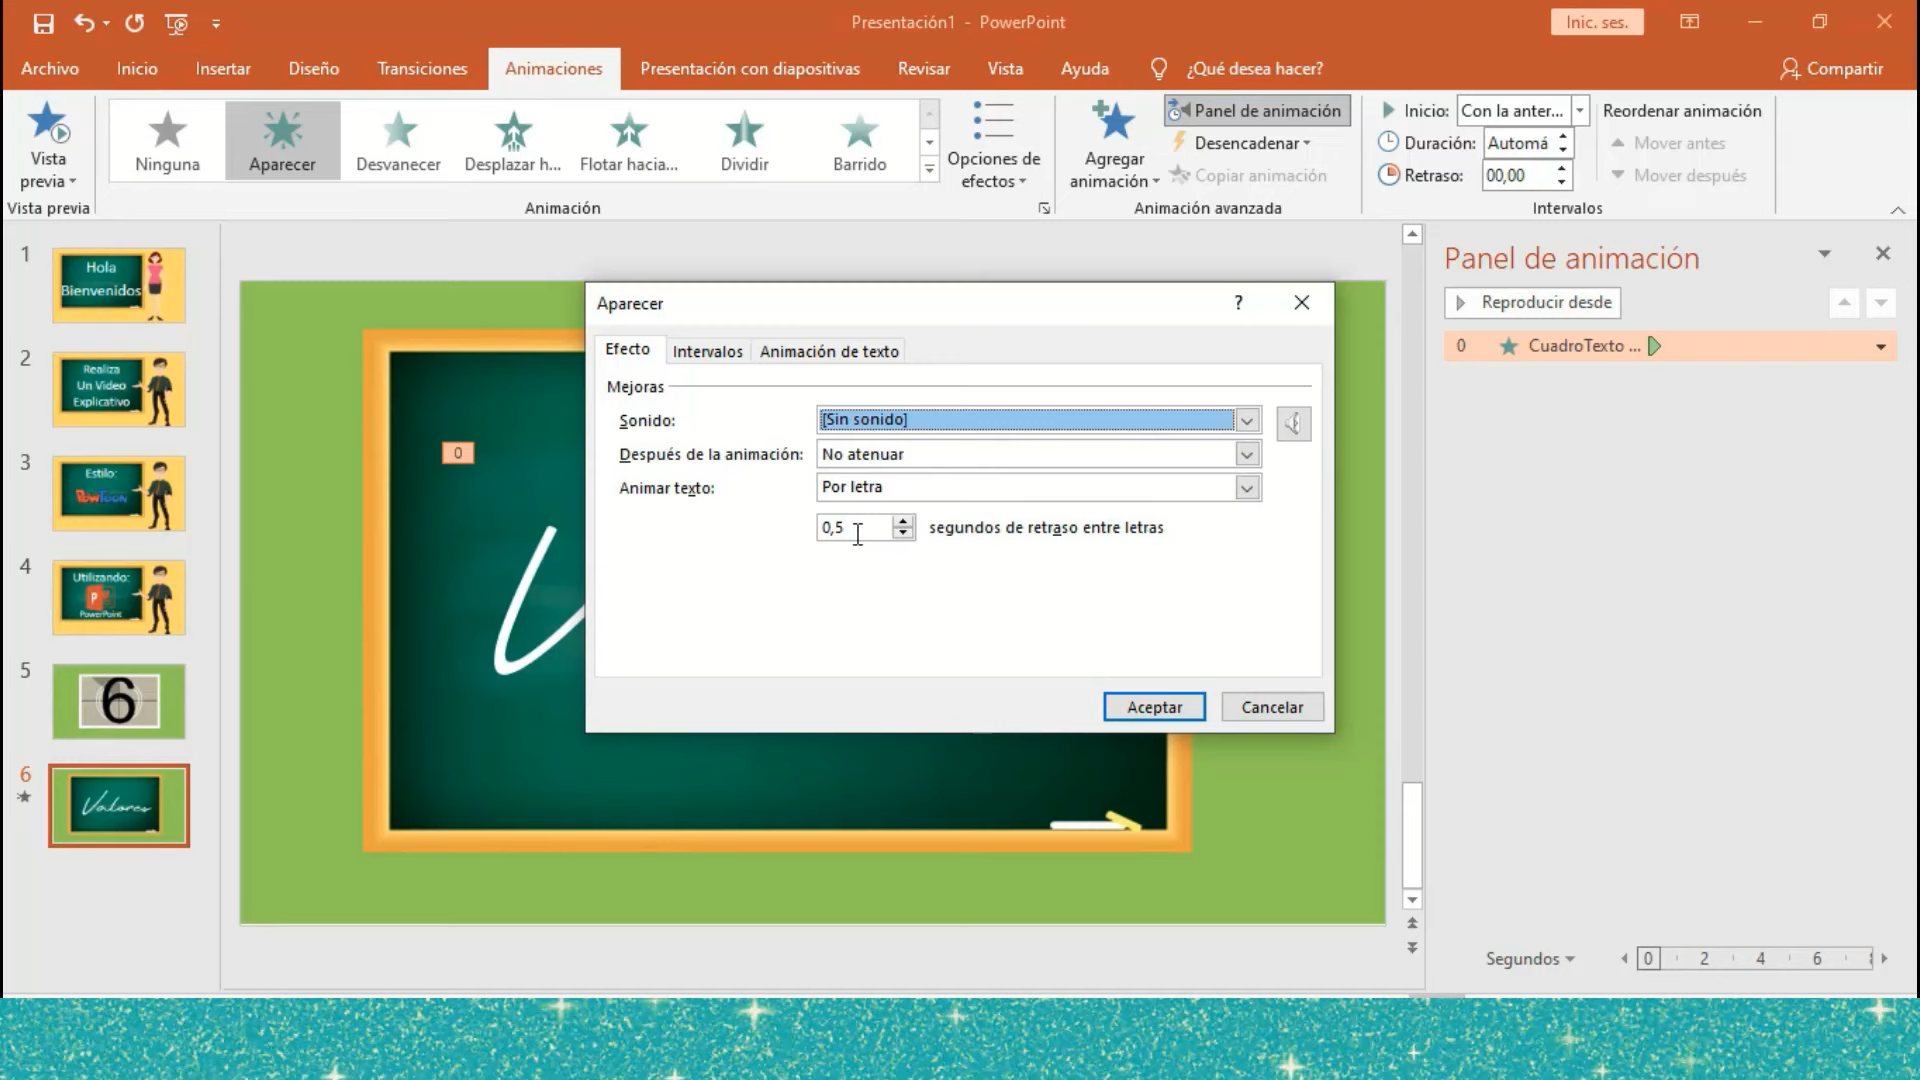 Presentación1 - PowerPoint
Inic. ses.
Archivo
Inicio
Insertar
Diseño
Transiciones
Animaciones
Presentación con diapositivas
Revisar
Vista
Ayuda
¿Qué desea hacer?
Compartir
Vista
previa
Vista previa
Ninguna
Aparecer
Desvanecer
Desplazar h...
Flotar hacia...
Dividir
Barrido
Animación
Opciones de
efectos
Agregar
animación
Panel de animación
Desencadenar
Copiar animación
Animación avanzada
Inicio: Con la anter...
Duración: Automá
Retraso: 00,00
Reordenar animación
Mover antes
Mover después
Intervalos
1
Hola
Bienvenidos
2
Realiza
Un Video
Explicativo
3
Estilo:
PowToon
4
Utilizando:
P
PowerPoint
5
6
6
Valores
0
Aparecer
?
Efecto
Intervalos
Animación de texto
Mejoras
Sonido: [Sin sonido]
Después de la animación: No atenuar
Animar texto: Por letra
0,5 segundos de retraso entre letras
Aceptar
Cancelar
Panel de animación
Reproducir desde
0 CuadroTexto ...
Segundos
0 2 4 6